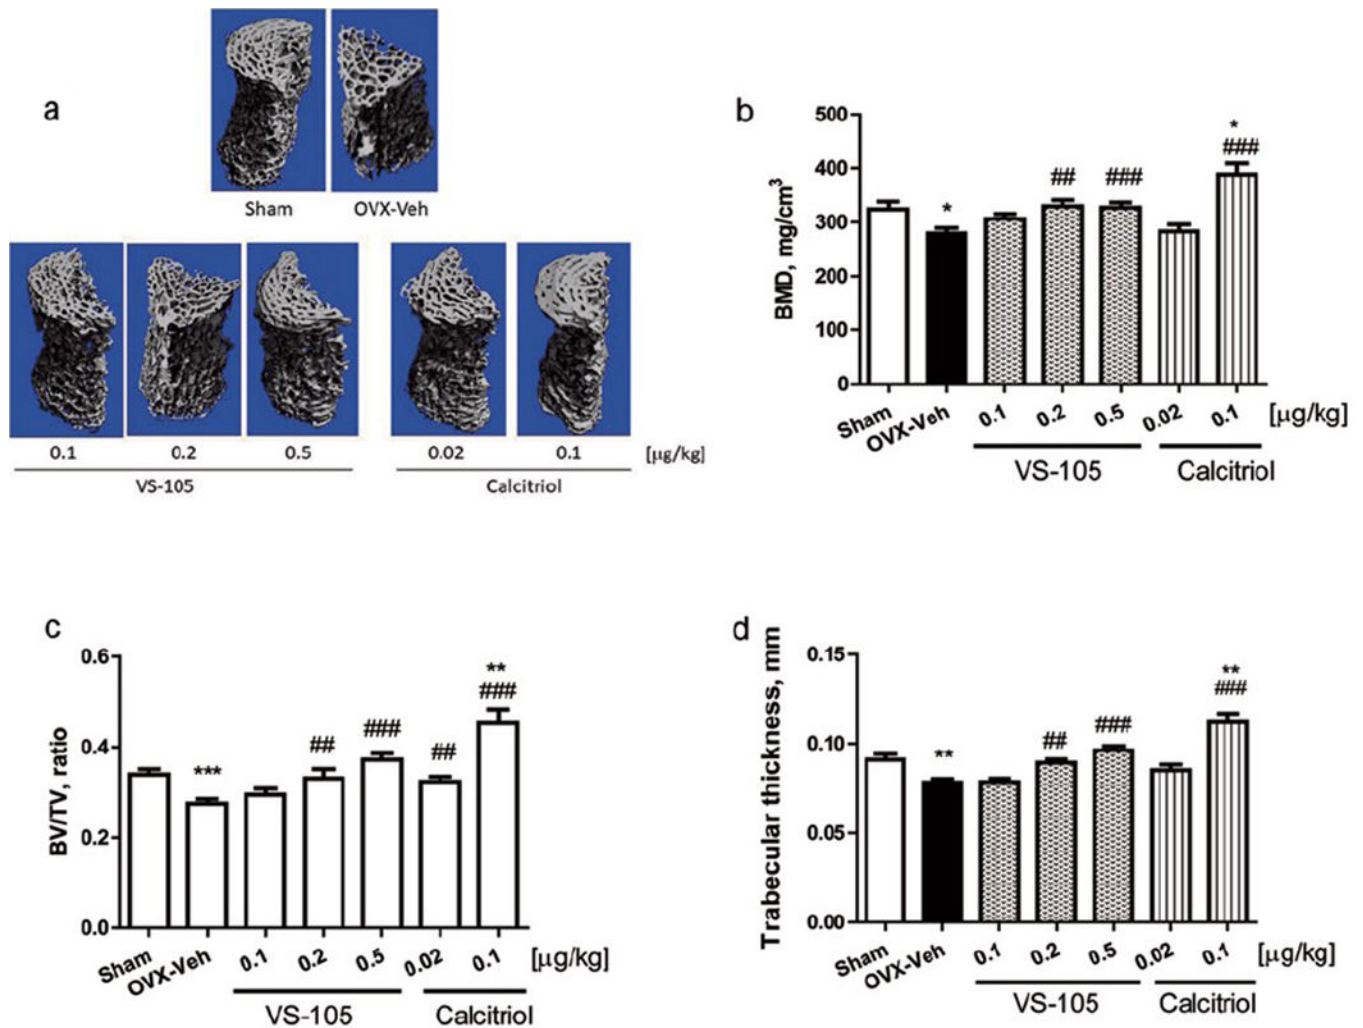 a
Sham OVX-Veh
0.1 0.2 0.5 0.02 0.1 [μg/kg]
VS-105 Calcitriol
b
BMD, mg/cm³
500
400
300
200
100
0
*
##
###
*
###
Sham OVX-Veh 0.1 0.2 0.5 0.02 0.1 [μg/kg]
VS-105 Calcitriol
c
BV/TV, ratio
0.6
0.4
0.2
0.0
***
##
###
##
**
###
Sham OVX-Veh 0.1 0.2 0.5 0.02 0.1 [μg/kg]
VS-105 Calcitriol
d
Trabecular thickness, mm
0.15
0.10
0.05
0.00
**
##
###
**
###
Sham OVX-Veh 0.1 0.2 0.5 0.02 0.1 [μg/kg]
VS-105 Calcitriol